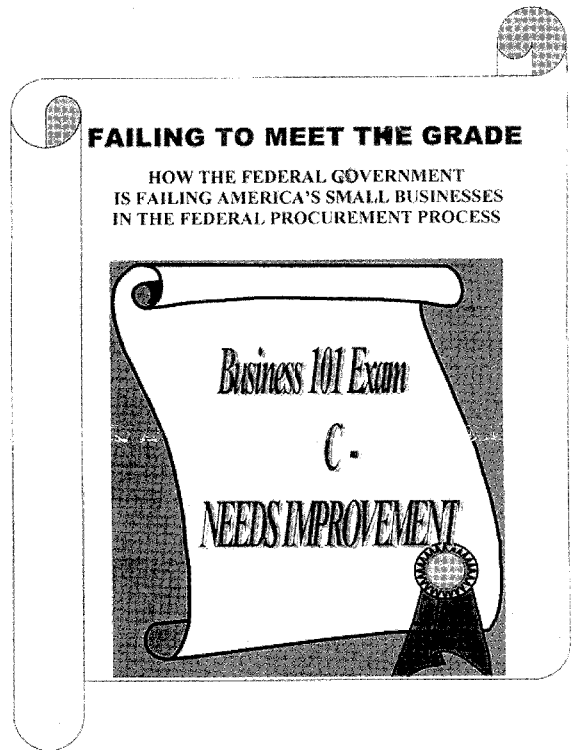 FAILING TO MEET THE GRADE
HOW THE FEDERAL GOVERNMENT
IS FAILING AMERICA'S SMALL BUSINESSES
IN THE FEDERAL PROCUREMENT PROCESS
Business 101 Exam
C -
NEEDS IMPROVEMENT